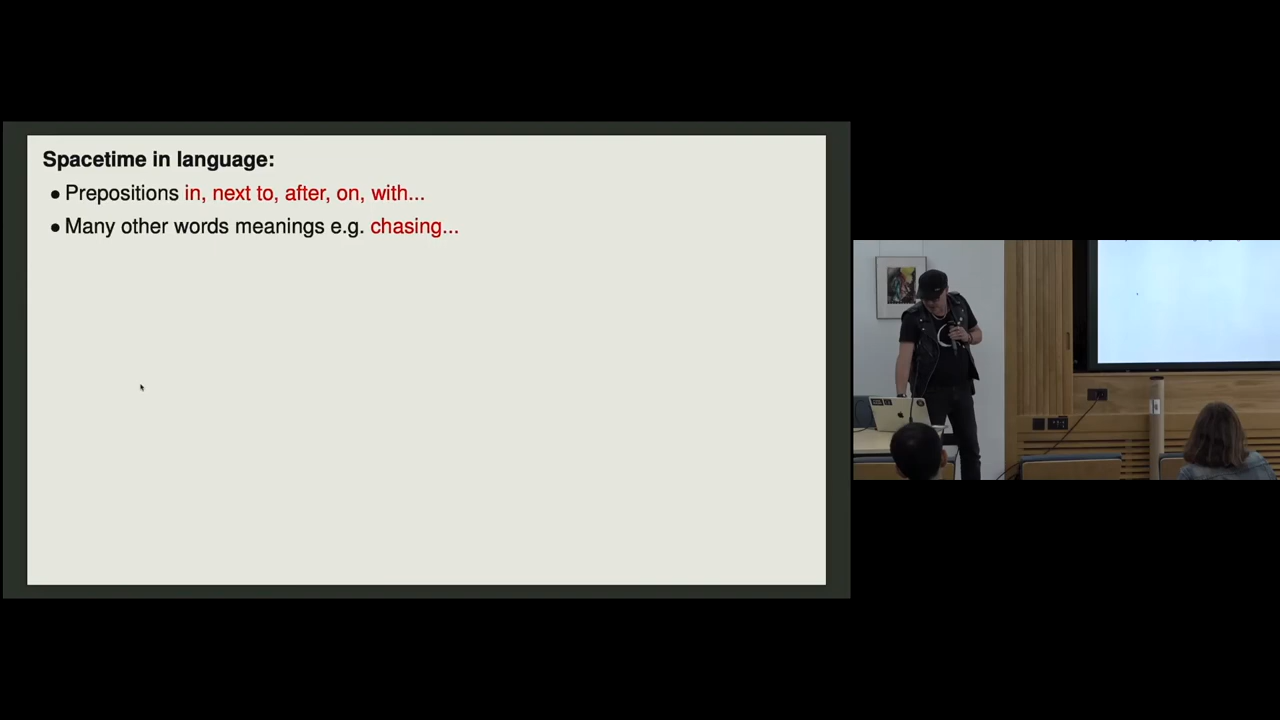 Spacetime in language:
● Prepositions in, next to, after, on, with...
● Many other words meanings e.g. chasing...